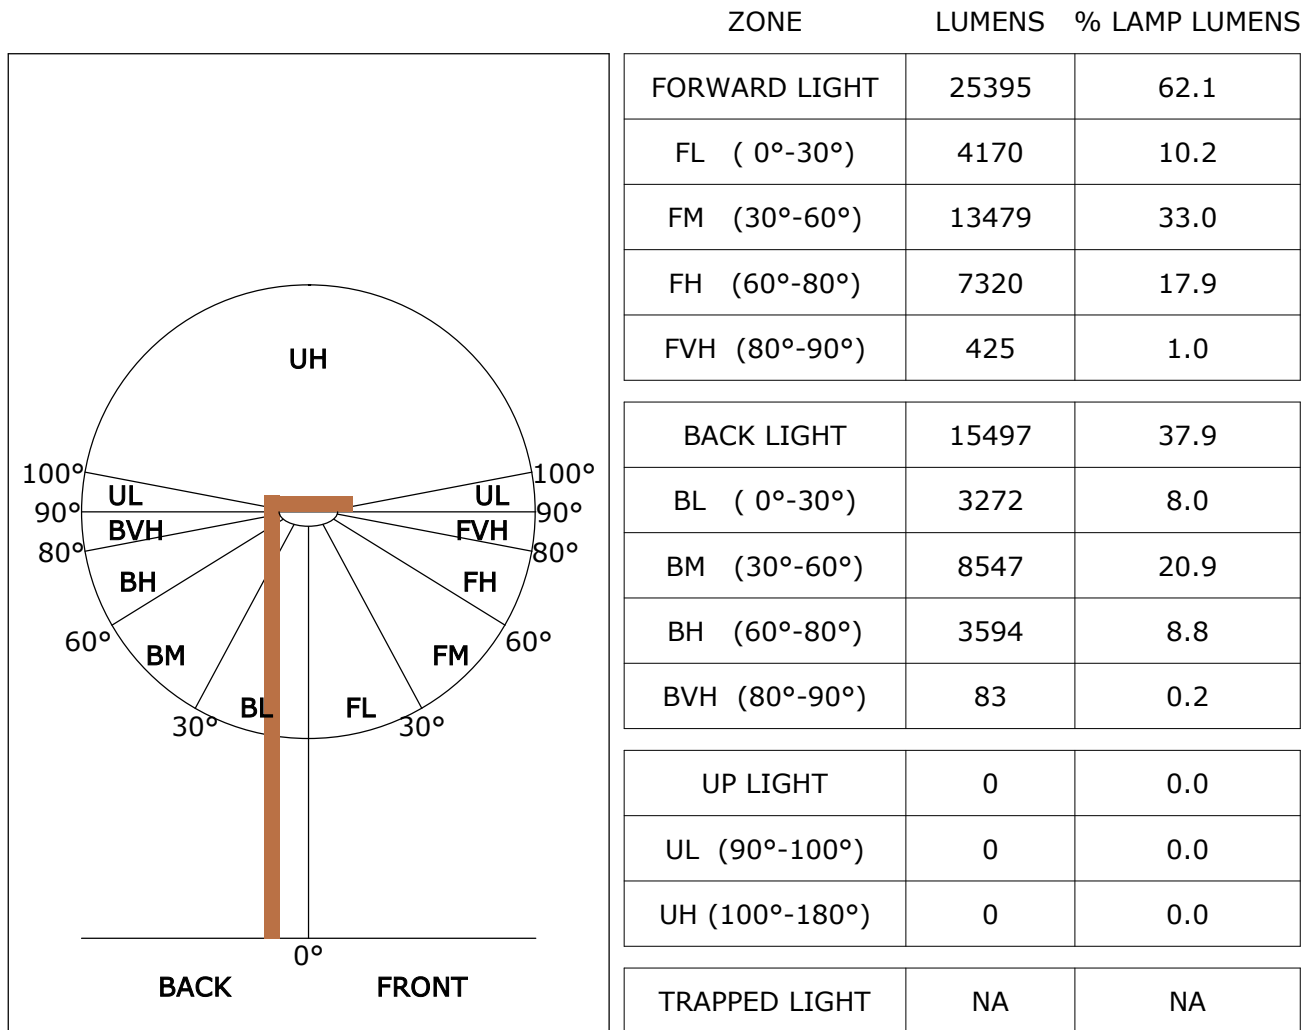 ZONE LUMENS % LAMP LUMENS
FORWARD LIGHT 25395 62.1
FL ( 0°-30°) 4170 10.2
FM (30°-60°) 13479 33.0
FH (60°-80°) 7320 17.9
FVH (80°-90°) 425 1.0
BACK LIGHT 15497 37.9
BL ( 0°-30°) 3272 8.0
BM (30°-60°) 8547 20.9
BH (60°-80°) 3594 8.8
BVH (80°-90°) 83 0.2
UP LIGHT 0 0.0
UL (90°-100°) 0 0.0
UH (100°-180°) 0 0.0
TRAPPED LIGHT NA NA
UH
100° 100°
UL UL
90° 90°
BVH FVH
80° 80°
BH FH
60° 60°
BM FM
BL FL
30° 30°
0°
BACK FRONT